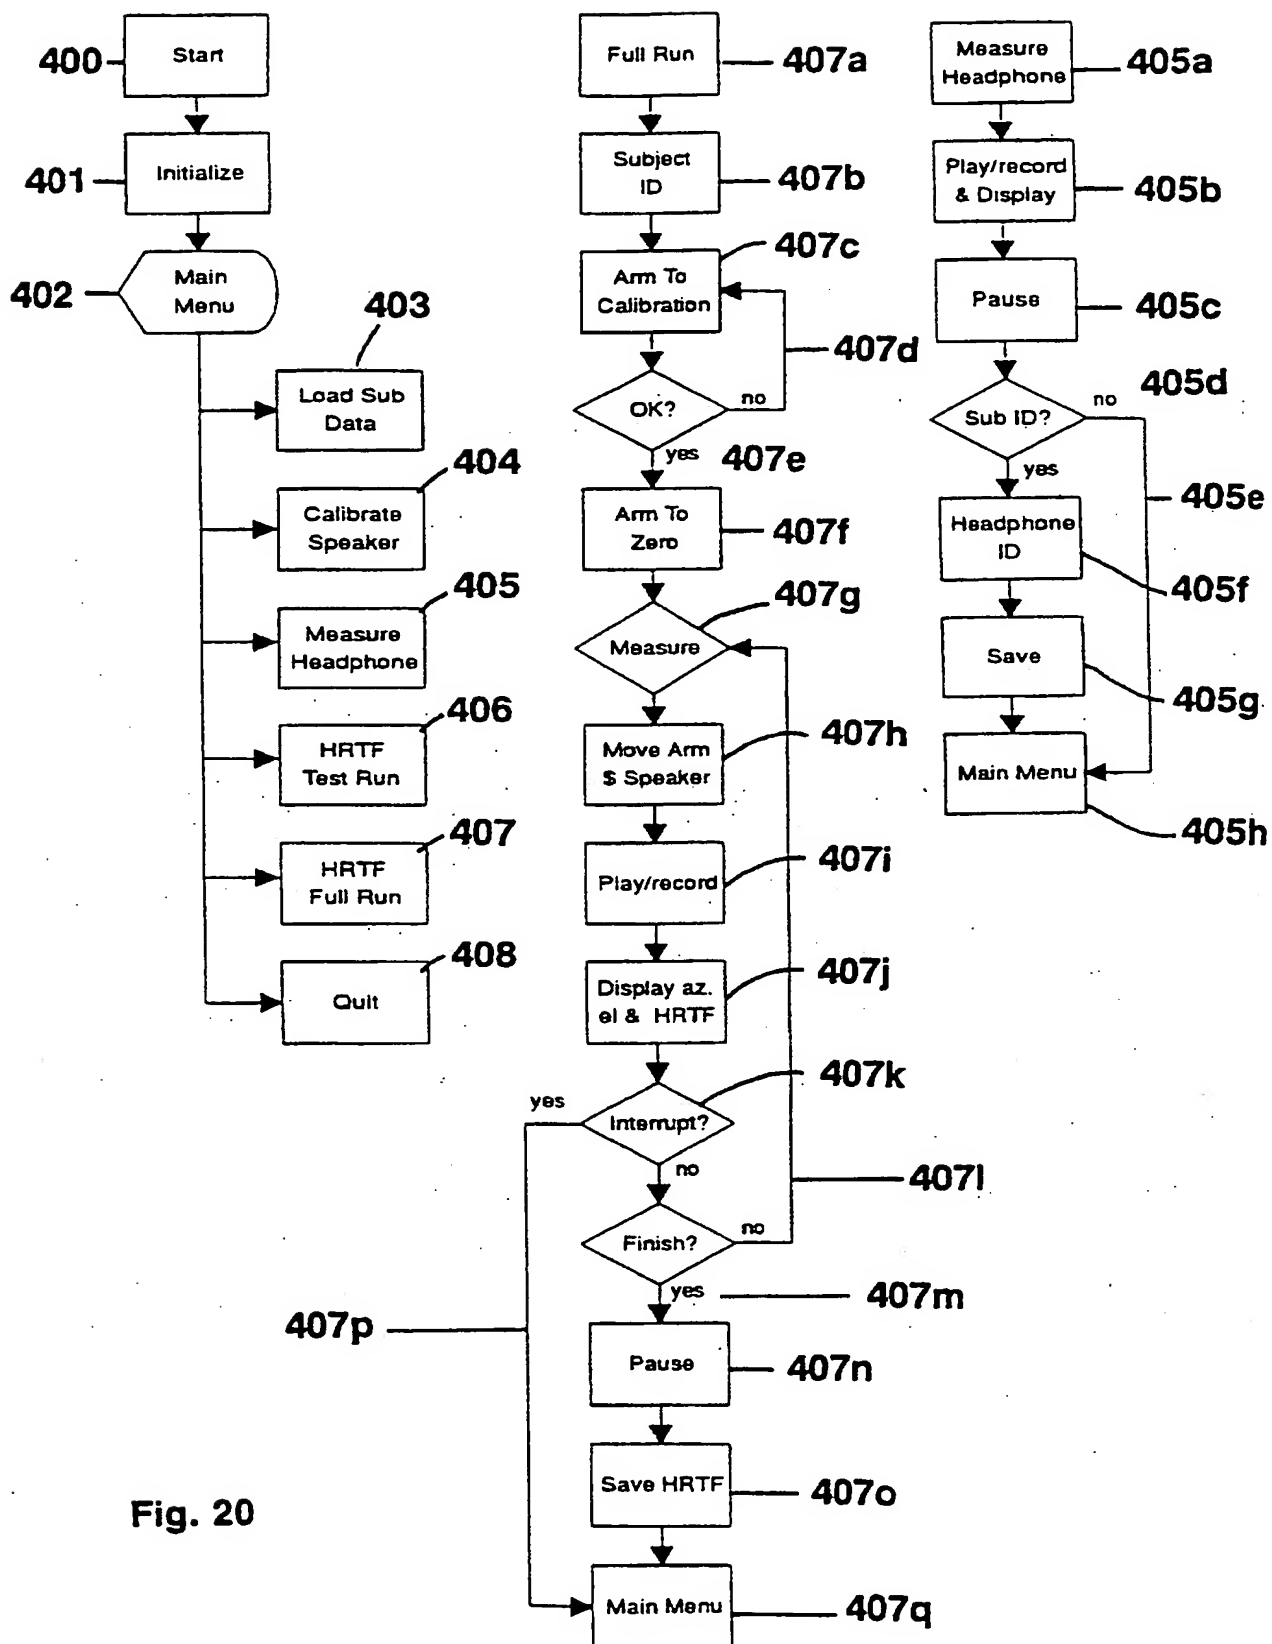 400
Start
401
Initialize
402
Main
Menu
403
Load Sub
Data
404
Calibrate
Speaker
405
Measure
Headphone
406
HRTF
Test Run
407
HRTF
Full Run
408
Quit
Full Run
407a
Subject
ID
407b
407c
Arm To
Calibration
407d
OK?
no
yes
407e
Arm To
Zero
407f
407g
Measure
Move Arm
$ Speaker
407h
Play/record
407i
Display az.
el & HRTF
407j
407k
yes
Interrupt?
no
407l
Finish?
no
yes
407m
407p
Pause
407n
Save HRTF
407o
Main Menu
407q
Measure
Headphone
405a
Play/record
& Display
405b
Pause
405c
405d
Sub ID?
no
yes
405e
Headphone
ID
405f
Save
405g
Main Menu
405h
Fig. 20